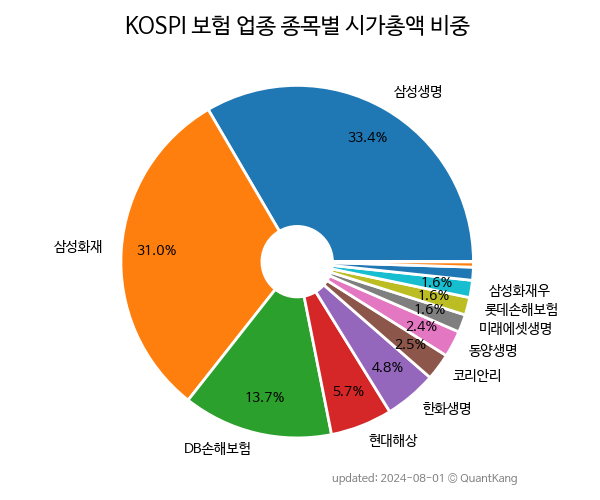 KOSPI 보험 업종 종목별 시가총액 비중
삼성생명
33.4%
삼성화재
31.0%
DB손해보험
13.7%
현대해상
5.7%
한화생명
4.8%
코리안리
2.5%
동양생명
2.4%
미래에셋생명
1.6%
롯데손해보험
1.6%
삼성화재우
1.6%
updated: 2024-08-01 © QuantKang